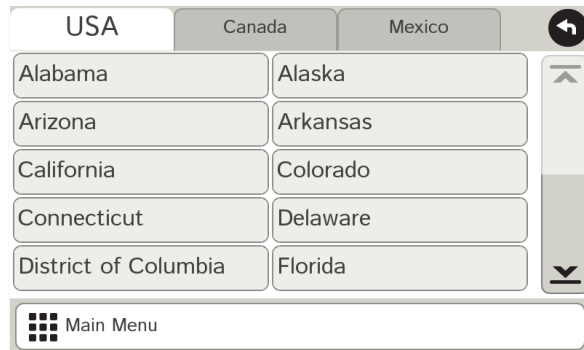 USA Canada Mexico
Alabama Alaska
Arizona Arkansas
California Colorado
Connecticut Delaware
District of Columbia Florida
Main Menu